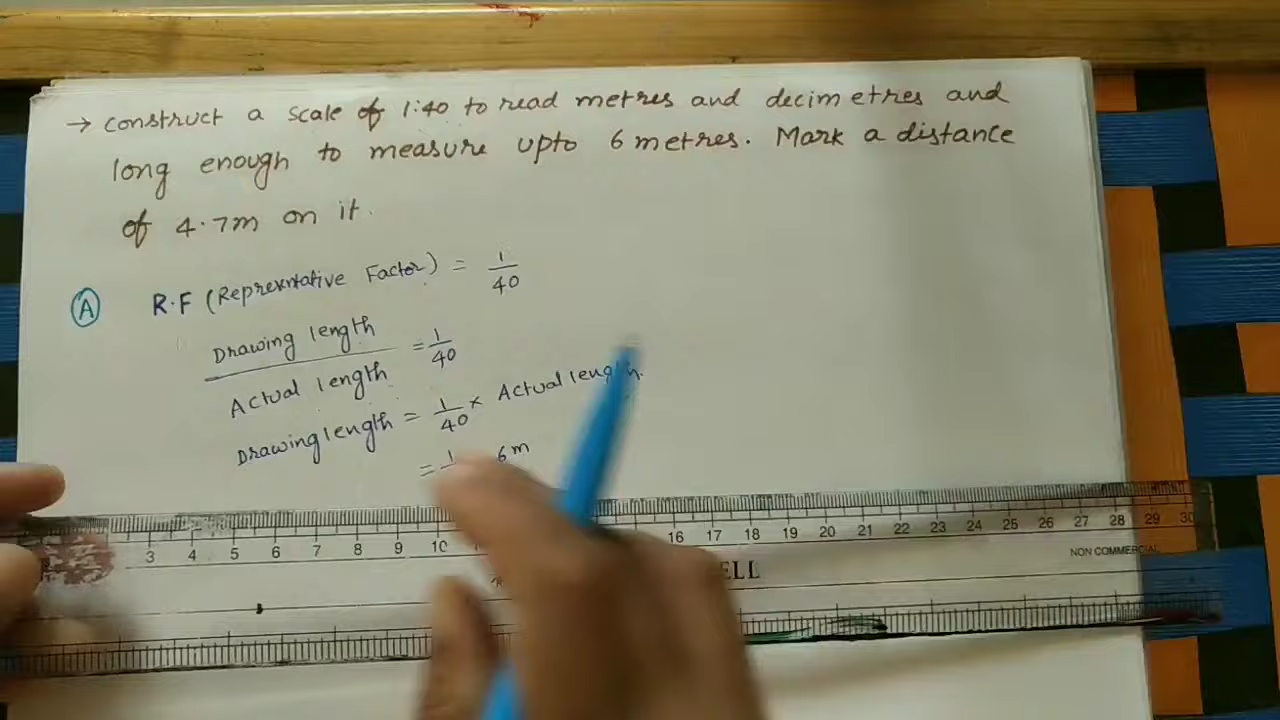 → construct a scale of 1:40 to read metres and decimetres and
long enough to measure upto 6 metres. Mark a distance
of 4.7m on it.
A R.F (Representative Factor) = 1/40
Drawing length / Actual length = 1/40
Drawing length = 1/40 × Actual length.
= 1 6 m
3 4 5 6 7 8 9 10 16 17 18 19 20 21 22 23 24 25 26 27 28 29 30
NON COMMERCIAL